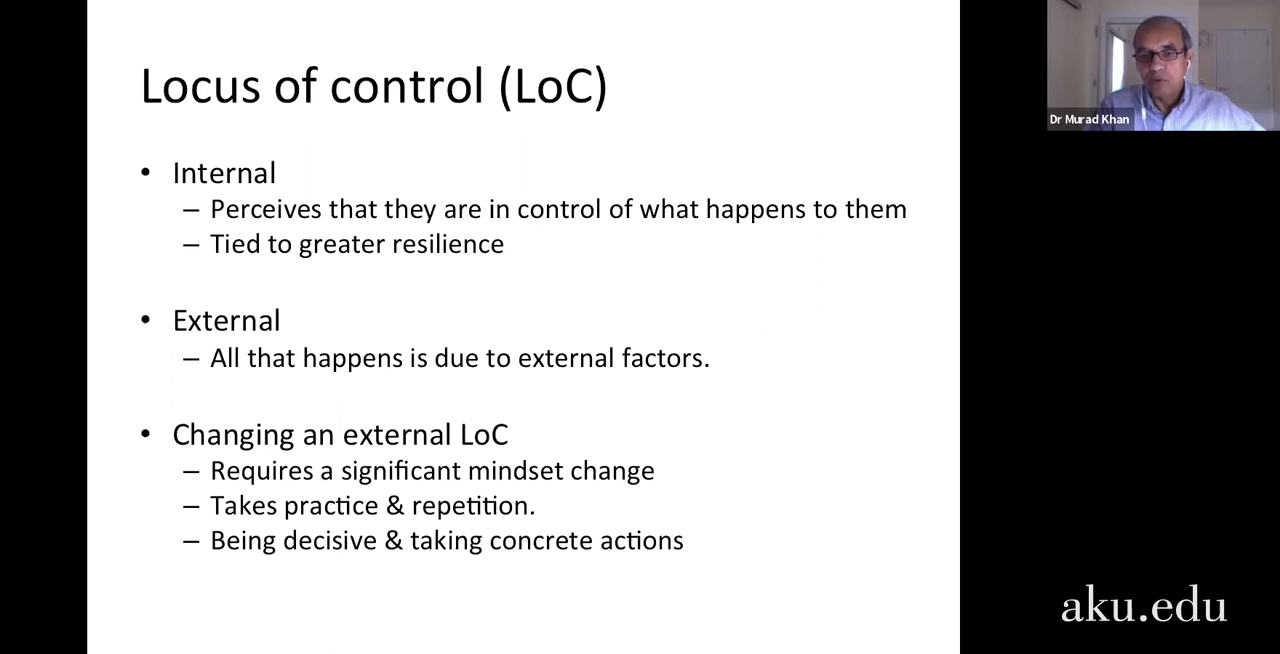 Locus of control (LoC)
• Internal
– Perceives that they are in control of what happens to them
– Tied to greater resilience
• External
– All that happens is due to external factors.
• Changing an external LoC
– Requires a significant mindset change
– Takes practice & repetition.
– Being decisive & taking concrete actions
Dr Murad Khan
aku.edu